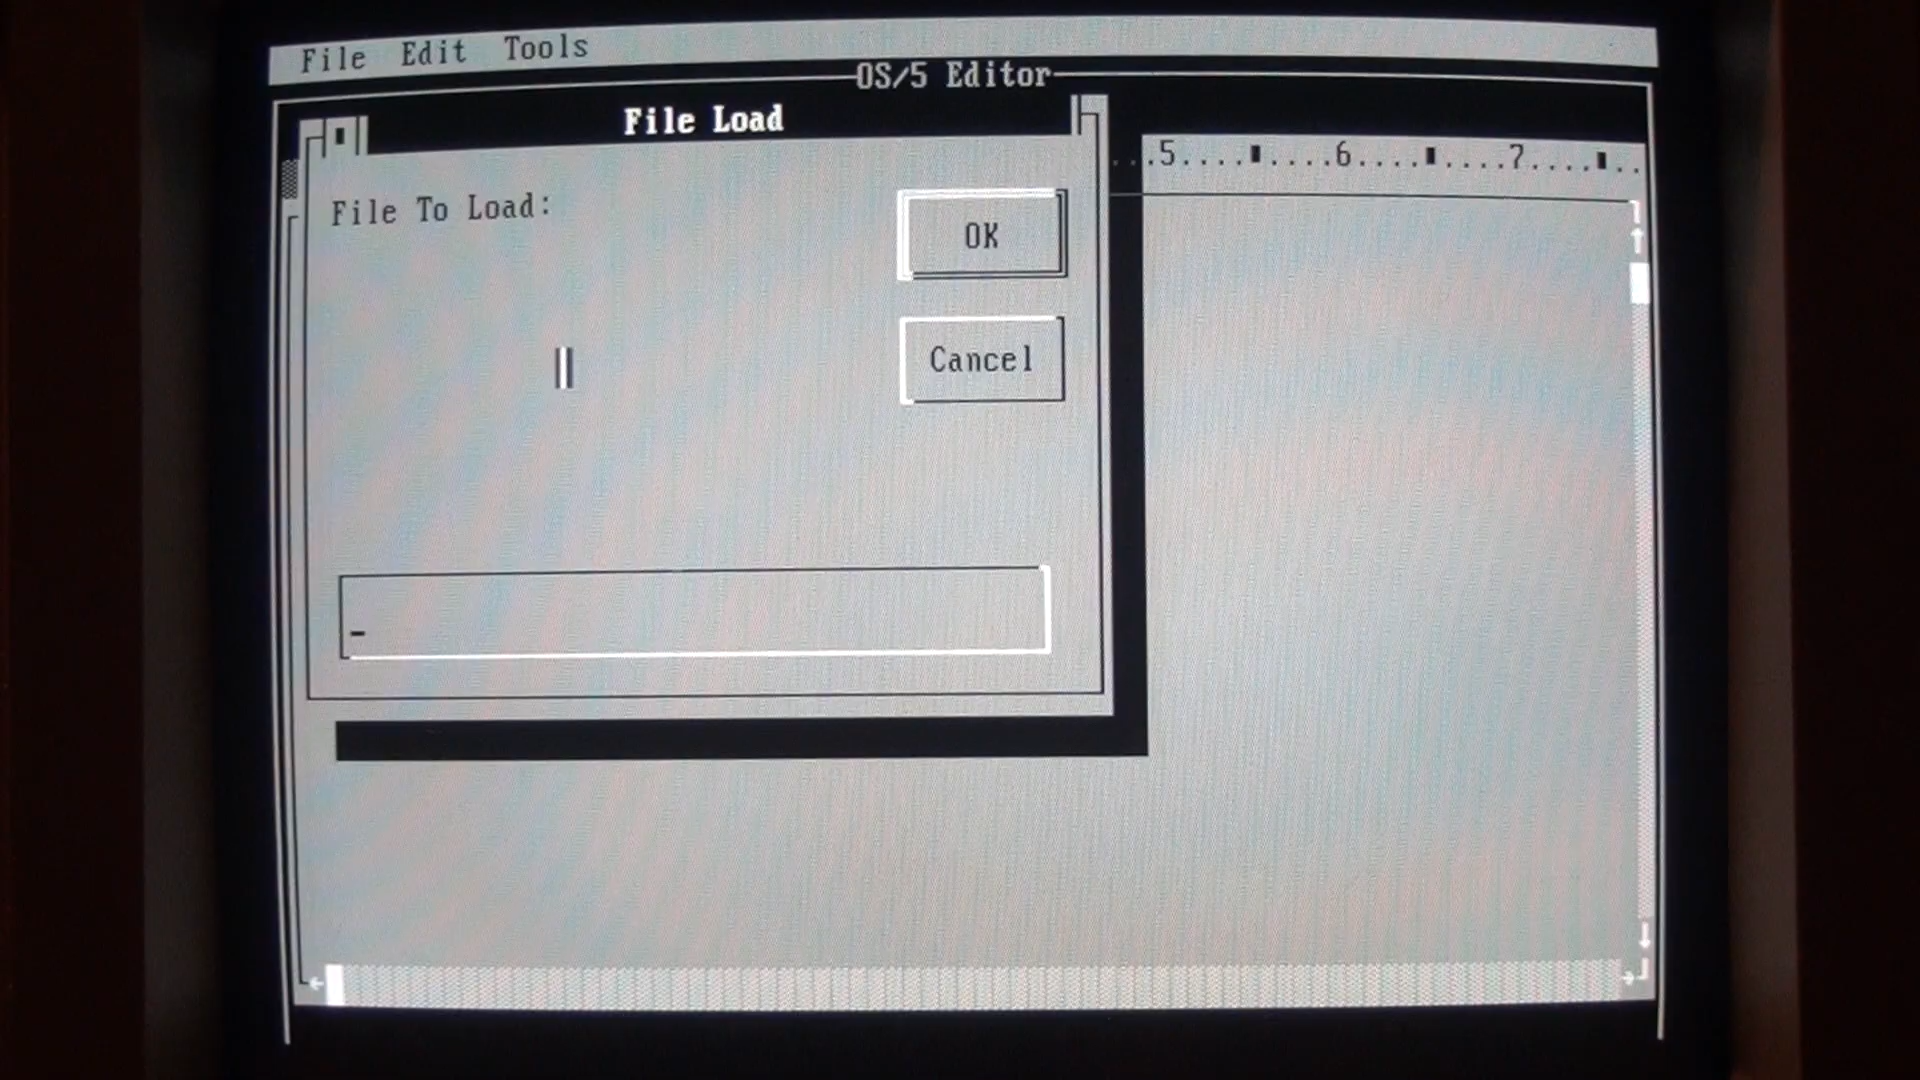 File Edit Tools
OS/5 Editor
File Load
...5....▮....6....▮....7....▮..
File To Load:
OK
Cancel